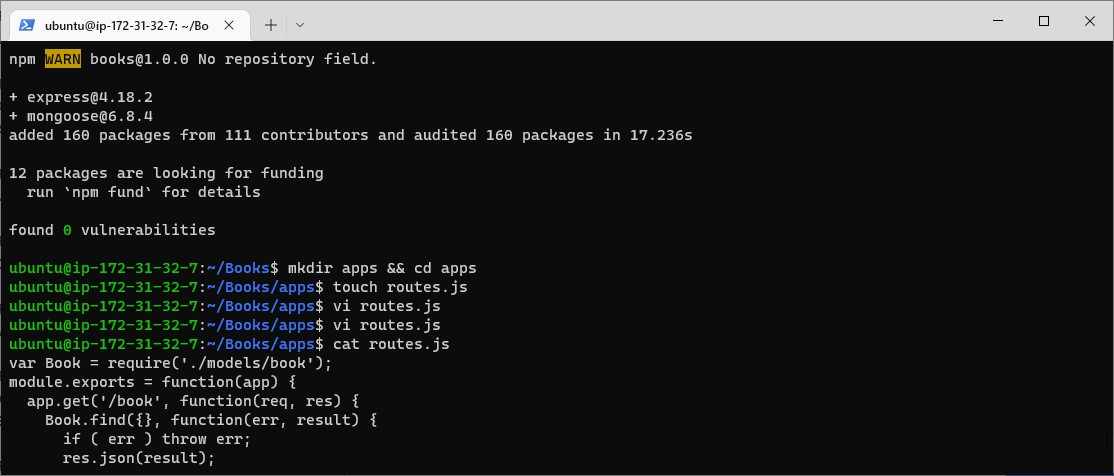 ubuntu@ip-172-31-32-7: ~/Bo
npm WARN books@1.0.0 No repository field.
+ express@4.18.2
+ mongoose@6.8.4
added 160 packages from 111 contributors and audited 160 packages in 17.236s
12 packages are looking for funding
  run `npm fund` for details
found 0 vulnerabilities
ubuntu@ip-172-31-32-7:~/Books$ mkdir apps && cd apps
ubuntu@ip-172-31-32-7:~/Books/apps$ touch routes.js
ubuntu@ip-172-31-32-7:~/Books/apps$ vi routes.js
ubuntu@ip-172-31-32-7:~/Books/apps$ vi routes.js
ubuntu@ip-172-31-32-7:~/Books/apps$ cat routes.js
var Book = require('./models/book');
module.exports = function(app) {
  app.get('/book', function(req, res) {
    Book.find({}, function(err, result) {
      if ( err ) throw err;
      res.json(result);